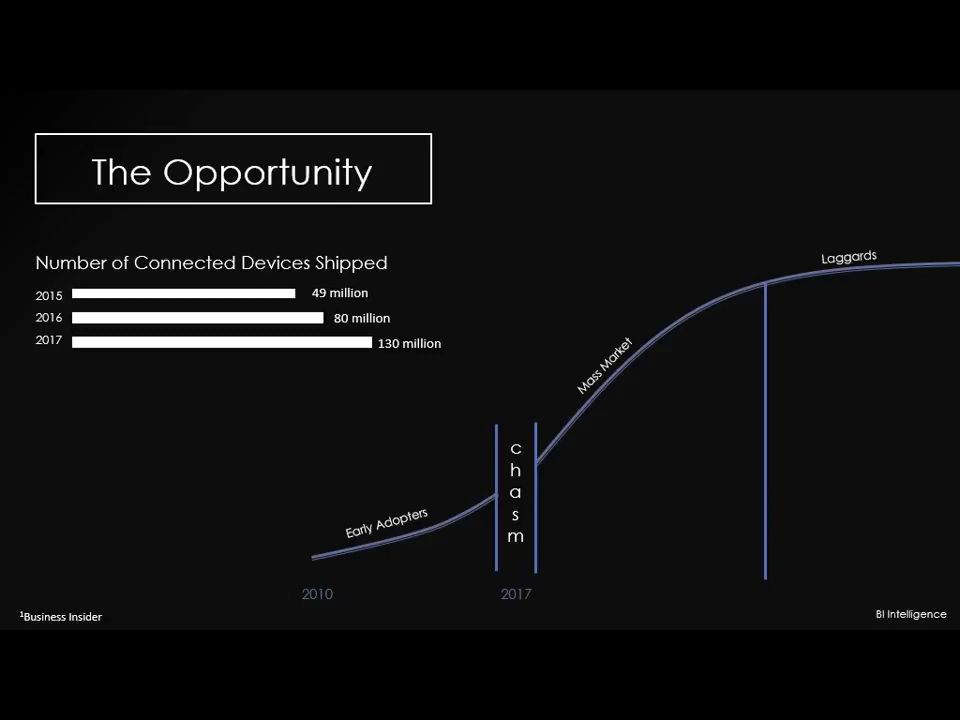 The Opportunity
Number of Connected Devices Shipped
2015 49 million
2016 80 million
2017 130 million
Laggards
Mass Market
chasm
Early Adopters
2010 2017
¹Business Insider
BI Intelligence